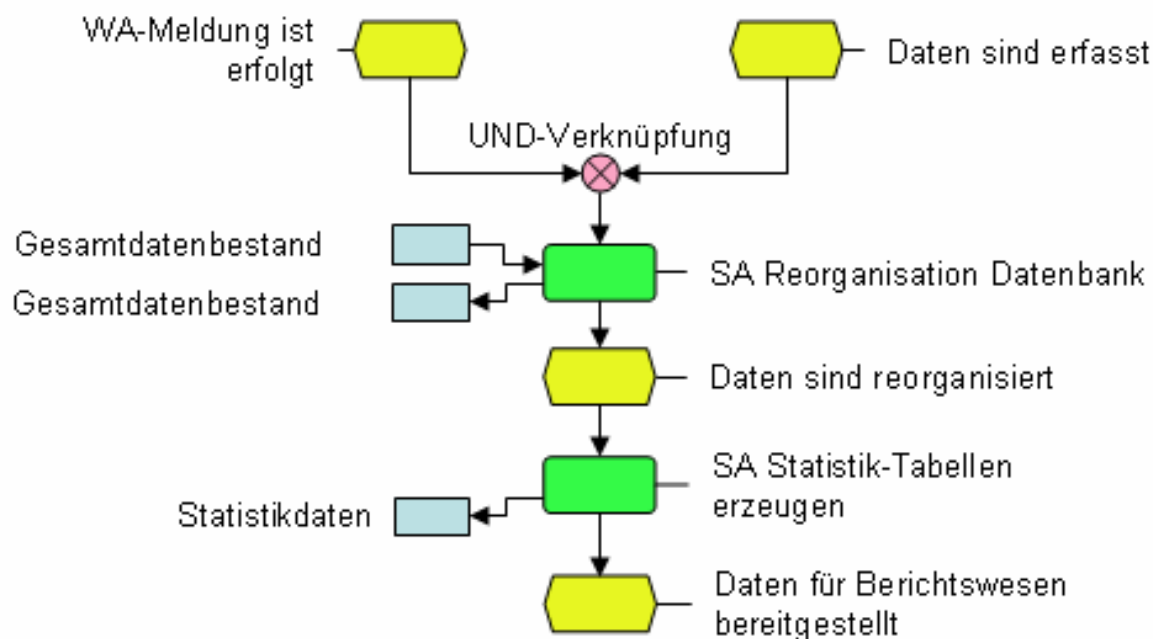 WA-Meldung ist
erfolgt
Daten sind erfasst
UND-Verknüpfung
Gesamtdatenbestand
SA Reorganisation Datenbank
Gesamtdatenbestand
Daten sind reorganisiert
SA Statistik-Tabellen
erzeugen
Statistikdaten
Daten für Berichtswesen
bereitgestellt